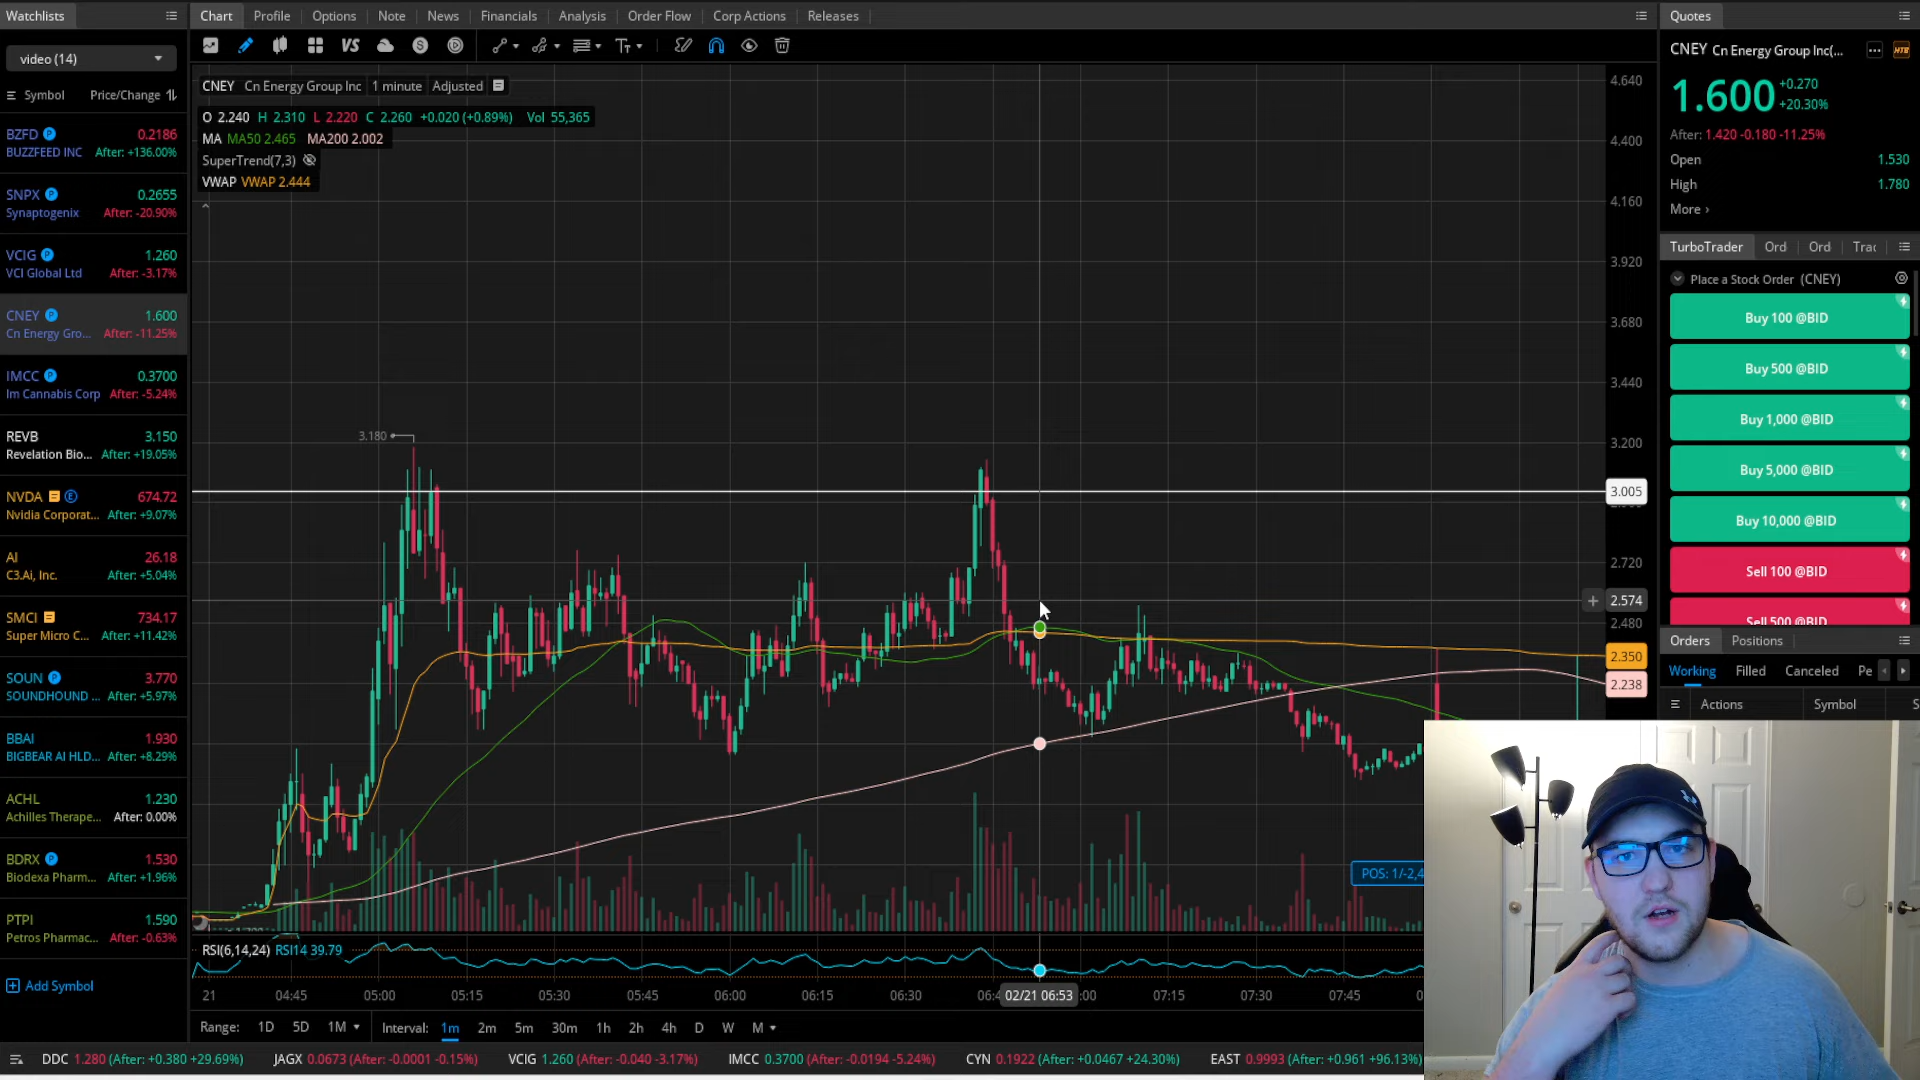 Watchlists
video (14)
Symbol Price/Change
BZFD P 0.2186
BUZZFEED INC After: +136.00%
SNPX P 0.2655
Synaptogenix After: -20.90%
VCIG P 1.260
VCI Global Ltd After: -3.17%
CNEY P 1.600
Cn Energy Gro... After: -11.25%
IMCC P 0.3700
Im Cannabis Corp After: -5.24%
REVB 3.150
Revelation Bio... After: +19.05%
NVDA E 674.72
Nvidia Corporat... After: +9.07%
AI 26.18
C3.Ai, Inc. After: +5.04%
SMCI 734.17
Super Micro C... After: +11.42%
SOUN P 3.770
SOUNDHOUND ... After: +5.97%
BBAI 1.930
BIGBEAR AI HLD... After: +8.29%
ACHL 1.230
Achilles Therape... After: 0.00%
BDRX P 1.530
Biodexa Pharm... After: +1.96%
PTPI 1.590
Petros Pharmac... After: -0.63%
Add Symbol
Chart Profile Options Note News Financials Analysis Order Flow Corp Actions Releases
VS S
CNEY Cn Energy Group Inc 1 minute Adjusted
O 2.240 H 2.310 L 2.220 C 2.260 +0.020 (+0.89%) Vol 55,365
MA MA50 2.465 MA200 2.002
SuperTrend(7,3)
VWAP VWAP 2.444
3.180
4.640
4.400
4.160
3.920
3.680
3.440
3.200
3.005
2.720
2.574
2.480
2.350
2.238
POS: 1/-2,4
RSI(6,14,24) RSI14 39.79
21 04:45 05:00 05:15 05:30 05:45 06:00 06:15 06:30 06:4 02/21 06:53 :00 07:15 07:30 07:45 0
Range: 1D 5D 1M Interval: 1m 2m 5m 30m 1h 2h 4h D W M
Quotes
CNEY Cn Energy Group Inc(...
1.600 +0.270
+20.30%
After: 1.420 -0.180 -11.25%
Open 1.530
High 1.780
More ›
TurboTrader Ord Ord Trac
Place a Stock Order (CNEY)
Buy 100 @BID
Buy 500 @BID
Buy 1,000 @BID
Buy 5,000 @BID
Buy 10,000 @BID
Sell 100 @BID
Sell 500 @BID
Orders Positions
Working Filled Canceled Pe
Actions Symbol S
DDC 1.280 (After: +0.380 +29.69%) JAGX 0.0673 (After: -0.0001 -0.15%) VCIG 1.260 (After: -0.040 -3.17%) IMCC 0.3700 (After: -0.0194 -5.24%) CYN 0.1922 (After: +0.0467 +24.30%) EAST 0.9993 (After: +0.961 +96.13%)